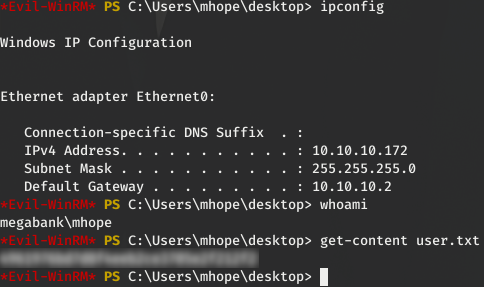 *Evil-WinRM* PS C:\Users\mhope\desktop> ipconfig
Windows IP Configuration
Ethernet adapter Ethernet0:
Connection-specific DNS Suffix  . :
IPv4 Address. . . . . . . . . . . : 10.10.10.172
Subnet Mask . . . . . . . . . . . : 255.255.255.0
Default Gateway . . . . . . . . . : 10.10.10.2
*Evil-WinRM* PS C:\Users\mhope\desktop> whoami
megabank\mhope
*Evil-WinRM* PS C:\Users\mhope\desktop> get-content user.txt
*Evil-WinRM* PS C:\Users\mhope\desktop>